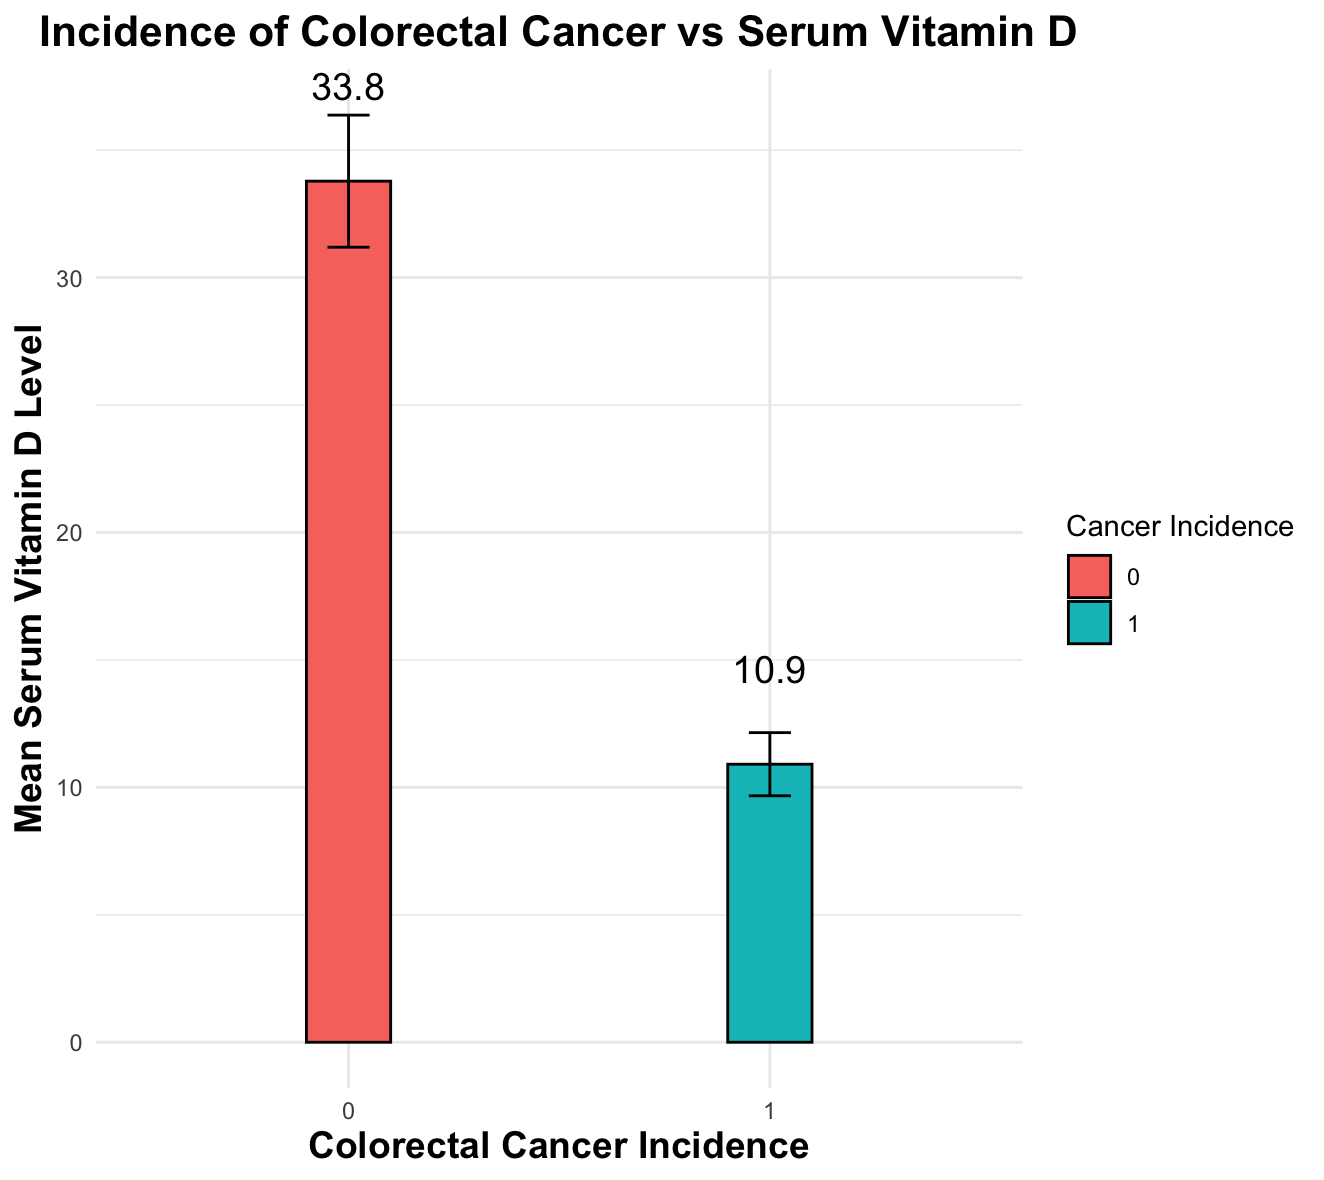 Incidence of Colorectal Cancer vs Serum Vitamin D
33.8
30
20
10
0
10.9
Mean Serum Vitamin D Level
0
1
Colorectal Cancer Incidence
Cancer Incidence
0
1